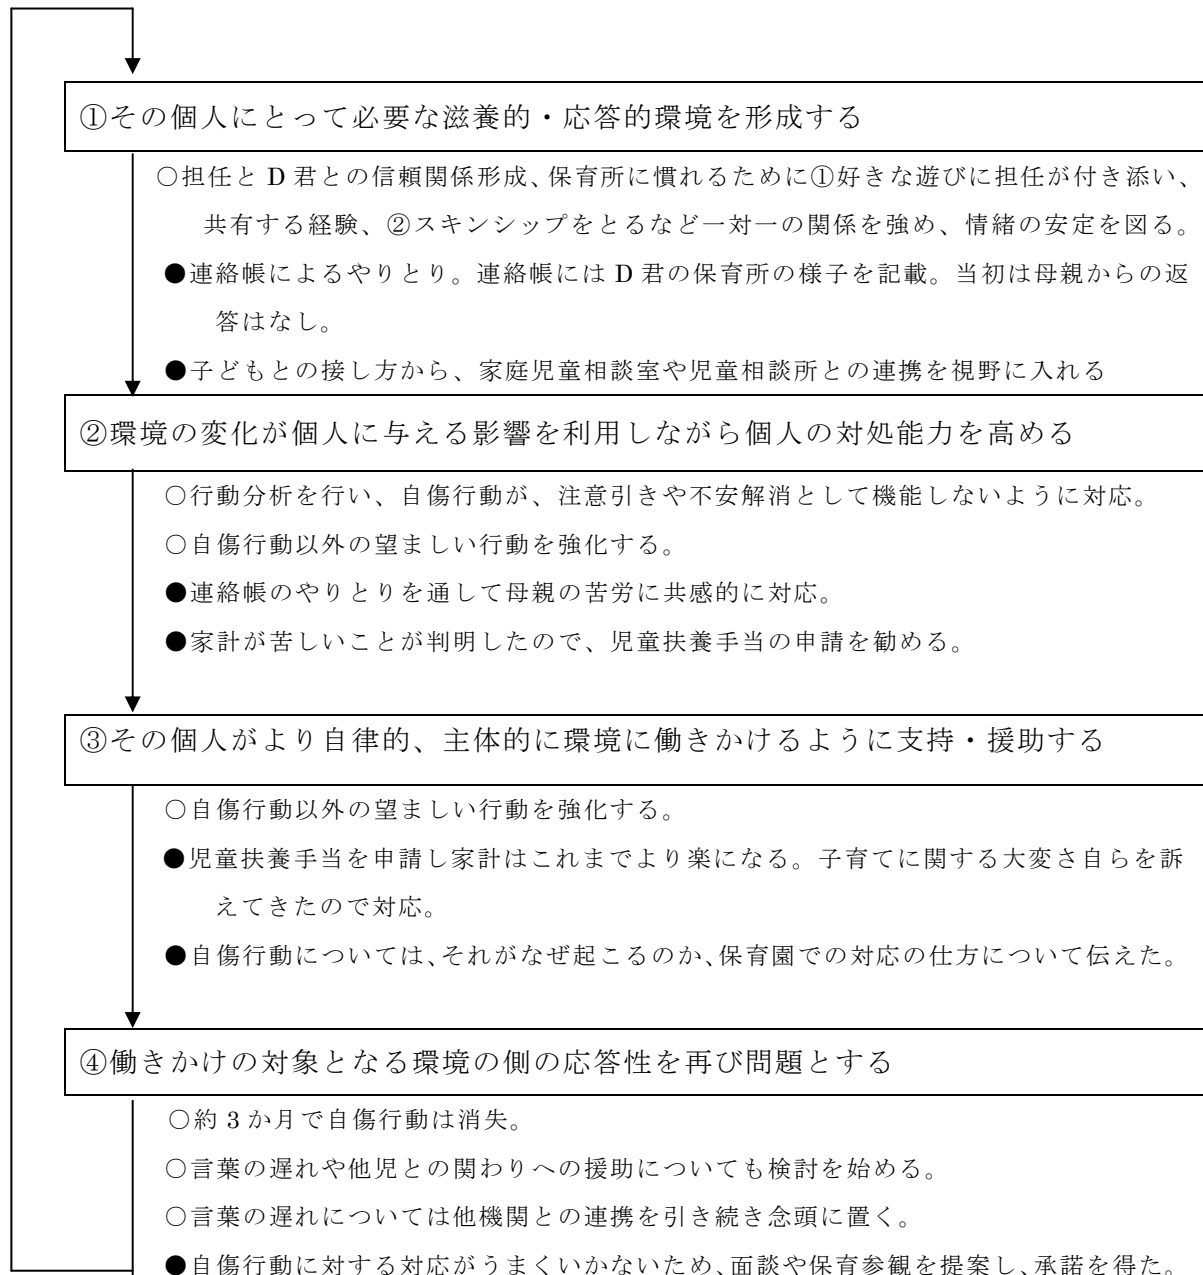 ①その個人にとって必要な滋養的・応答的環境を形成する
○担任と D 君との信頼関係形成、保育所に慣れるために①好きな遊びに担任が付き添い、
共有する経験、②スキンシップをとるなど一対一の関係を強め、情緒の安定を図る。
●連絡帳によるやりとり。連絡帳には D 君の保育所の様子を記載。当初は母親からの返
答はなし。
●子どもとの接し方から、家庭児童相談室や児童相談所との連携を視野に入れる
②環境の変化が個人に与える影響を利用しながら個人の対処能力を高める
○行動分析を行い、自傷行動が、注意引きや不安解消として機能しないように対応。
○自傷行動以外の望ましい行動を強化する。
●連絡帳のやりとりを通して母親の苦労に共感的に対応。
●家計が苦しいことが判明したので、児童扶養手当の申請を勧める。
③その個人がより自律的、主体的に環境に働きかけるように支持・援助する
○自傷行動以外の望ましい行動を強化する。
●児童扶養手当を申請し家計はこれまでより楽になる。子育てに関する大変さ自らを訴
えてきたので対応。
●自傷行動については、それがなぜ起こるのか、保育園での対応の仕方について伝えた。
④働きかけの対象となる環境の側の応答性を再び問題とする
○約 3 か月で自傷行動は消失。
○言葉の遅れや他児との関わりへの援助についても検討を始める。
○言葉の遅れについては他機関との連携を引き続き念頭に置く。
●自傷行動に対する対応がうまくいかないため、面談や保育参観を提案し、承諾を得た。